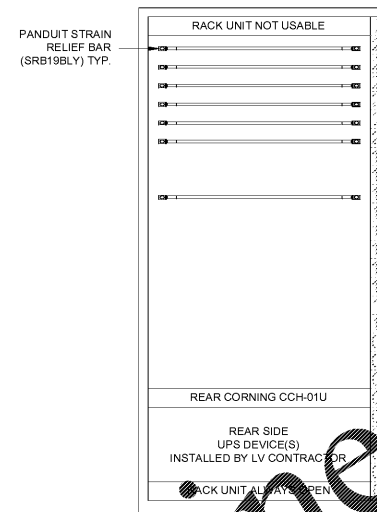 RACK UNIT NOT USABLE
PANDUIT STRAIN
RELIEF BAR
(SRB19BLY) TYP.
REAR CORNING CCH-01U
REAR SIDE
UPS DEVICE(S)
INSTALLED BY LV CONTRACTOR
RACK UNIT ALWAYS OPEN